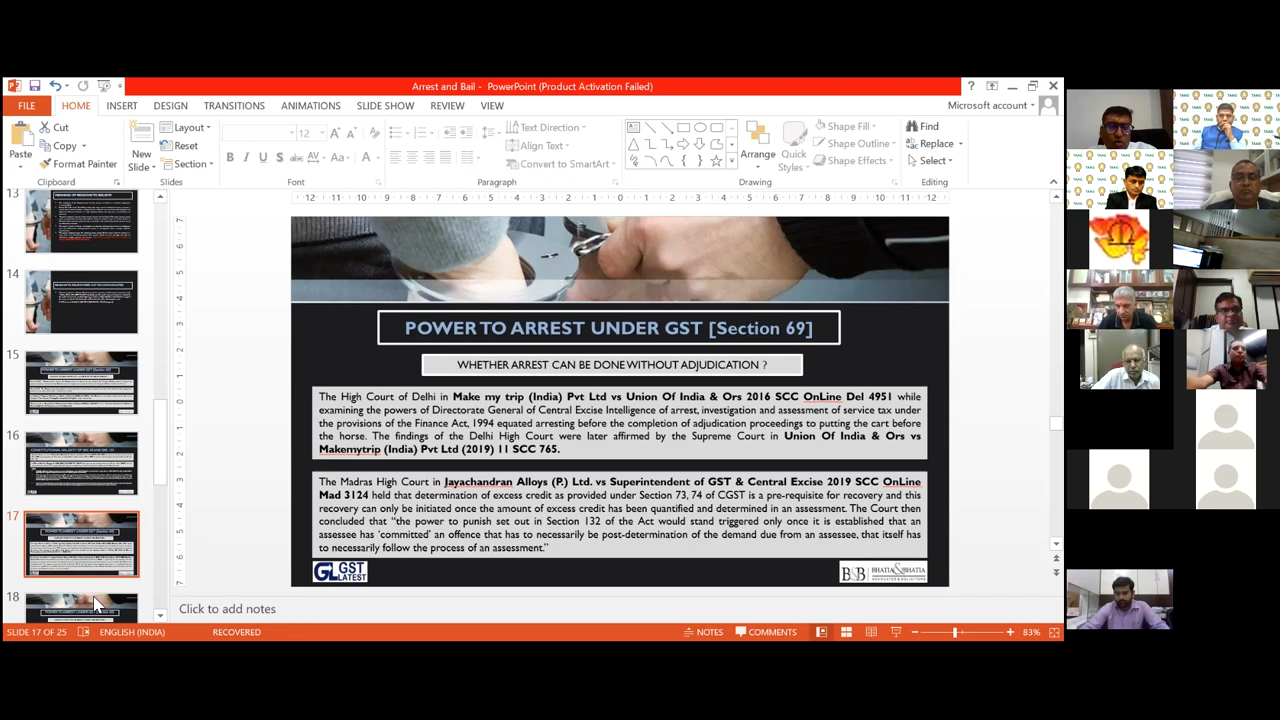 Arrest and Bail - PowerPoint (Product Activation Failed)
FILE HOME INSERT DESIGN TRANSITIONS ANIMATIONS SLIDE SHOW REVIEW VIEW Microsoft account
Paste
Cut
Copy
Format Painter
Clipboard
New Slide
Layout
Reset
Section
Slides
12
B I U S abc AV Aa A
Font
Text Direction
Align Text
Convert to SmartArt
Paragraph
Arrange
Quick Styles
Shape Fill
Shape Outline
Shape Effects
Drawing
Find
Replace
Select
Editing
13
14
15
16
17
18
POWER TO ARREST UNDER GST [Section 69]
WHETHER ARREST CAN BE DONE WITHOUT ADJUDICATION ?
The high Court of Delhi in Make my trip (India) Pvt Ltd vs Union Of India & Ors 2016 SCC OnLine Del 4951 while
examining the powers of Directorate General of Central Excise Intelligence of arrest, investigation and assessment of service tax under
the provisions of the Finance Act, 1994 equated arresting before the completion of adjudication proceedings to putting the cart before
the horse. The findings of the Delhi High Court were later affirmed by the Supreme Court in Union Of India & Ors vs
Makemytrip (India) Pvt Ltd (2019) 11 SCC 765.
The Madras High Court in Jayachandran Alloys (P.) Ltd. vs Superintendent of GST & Central Excise 2019 SCC OnLine
Mad 3124 held that determination of excess credit as provided under Section 73, 74 of CGST is a pre-requisite for recovery and this
recovery can only be initiated once the amount of excess credit has been quantified and determined in an assessment. The Court then
concluded that "the power to punish set out in Section 132 of the Act would stand triggered only once it is established that an
assessee has 'committed' an offence that has to necessarily be post-determination of the demand due from an assessee, that itself has
to necessarily follow the process of an assessment."
GL GST LATEST
B&B BHATIA & BHATIA
ADVOCATES & SOLICITORS
Click to add notes
SLIDE 17 OF 25 ENGLISH (INDIA) RECOVERED NOTES COMMENTS 83%